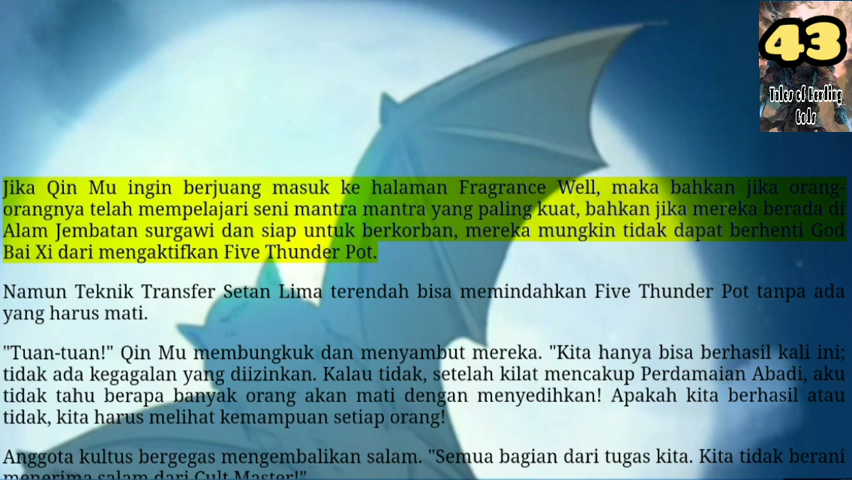 43
Tales of Herding
Gods
Jika Qin Mu ingin berjuang masuk ke halaman Fragrance Well, maka bahkan jika orang-
orangnya telah mempelajari seni mantra mantra yang paling kuat, bahkan jika mereka berada di
Alam Jembatan surgawi dan siap untuk berkorban, mereka mungkin tidak dapat berhenti God
Bai Xi dari mengaktifkan Five Thunder Pot.
Namun Teknik Transfer Setan Lima terendah bisa memindahkan Five Thunder Pot tanpa ada
yang harus mati.
"Tuan-tuan!" Qin Mu membungkuk dan menyambut mereka. "Kita hanya bisa berhasil kali ini;
tidak ada kegagalan yang diizinkan. Kalau tidak, setelah kilat mencakup Perdamaian Abadi, aku
tidak tahu berapa banyak orang akan mati dengan menyedihkan! Apakah kita berhasil atau
tidak, kita harus melihat kemampuan setiap orang!
Anggota kultus bergegas mengembalikan salam. "Semua bagian dari tugas kita. Kita tidak berani
menerima salam dari Cult Master!"